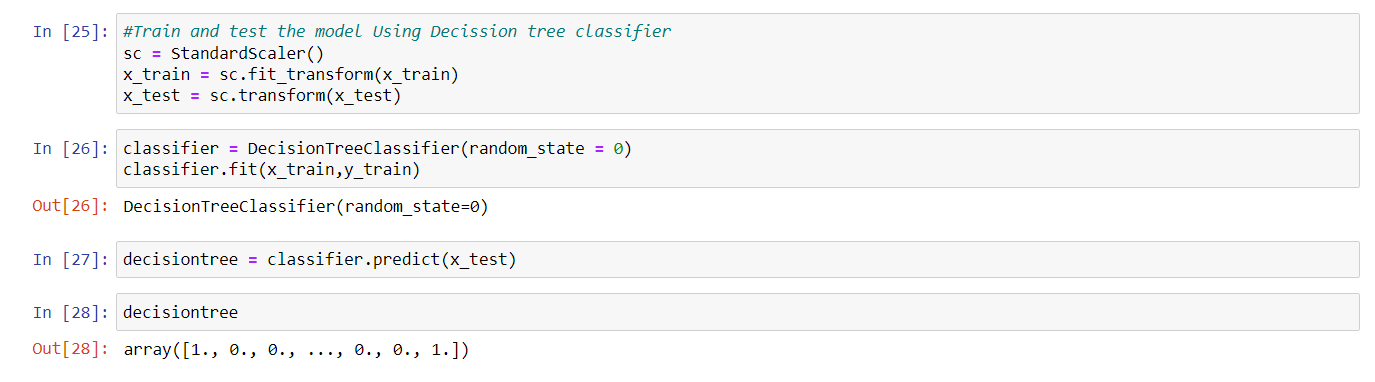 In [25]: #Train and test the model Using Decission tree classifier
sc = StandardScaler()
x_train = sc.fit_transform(x_train)
x_test = sc.transform(x_test)
In [26]: classifier = DecisionTreeClassifier(random_state = 0)
classifier.fit(x_train,y_train)
Out[26]: DecisionTreeClassifier(random_state=0)
In [27]: decisiontree = classifier.predict(x_test)
In [28]: decisiontree
Out[28]: array([1., 0., 0., ..., 0., 0., 1.])